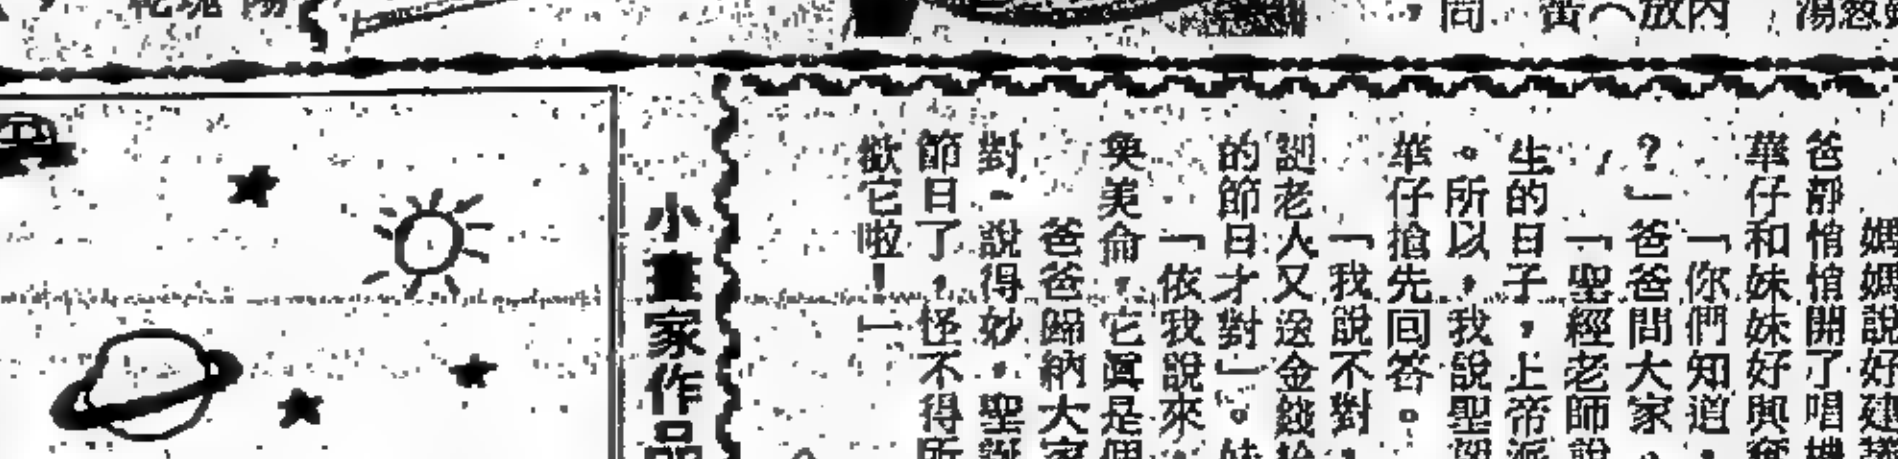 媽媽說好建議
爸靜悄悄開了唱機
華仔和妹妹好興奮
「你們知道,
?」爸爸問大家。
「聖經老師說
生的日子,上帝派
。所以,我說聖
華仔搶先回答。
「我說不對,
誕老人又送金錢給
的節日才對」。妹
「依我說來
奐美侖,它眞是個
爸爸歸納大家
對,說得妙,聖誕
節日了,怪不得所
歡它啦!」
小畫家作品